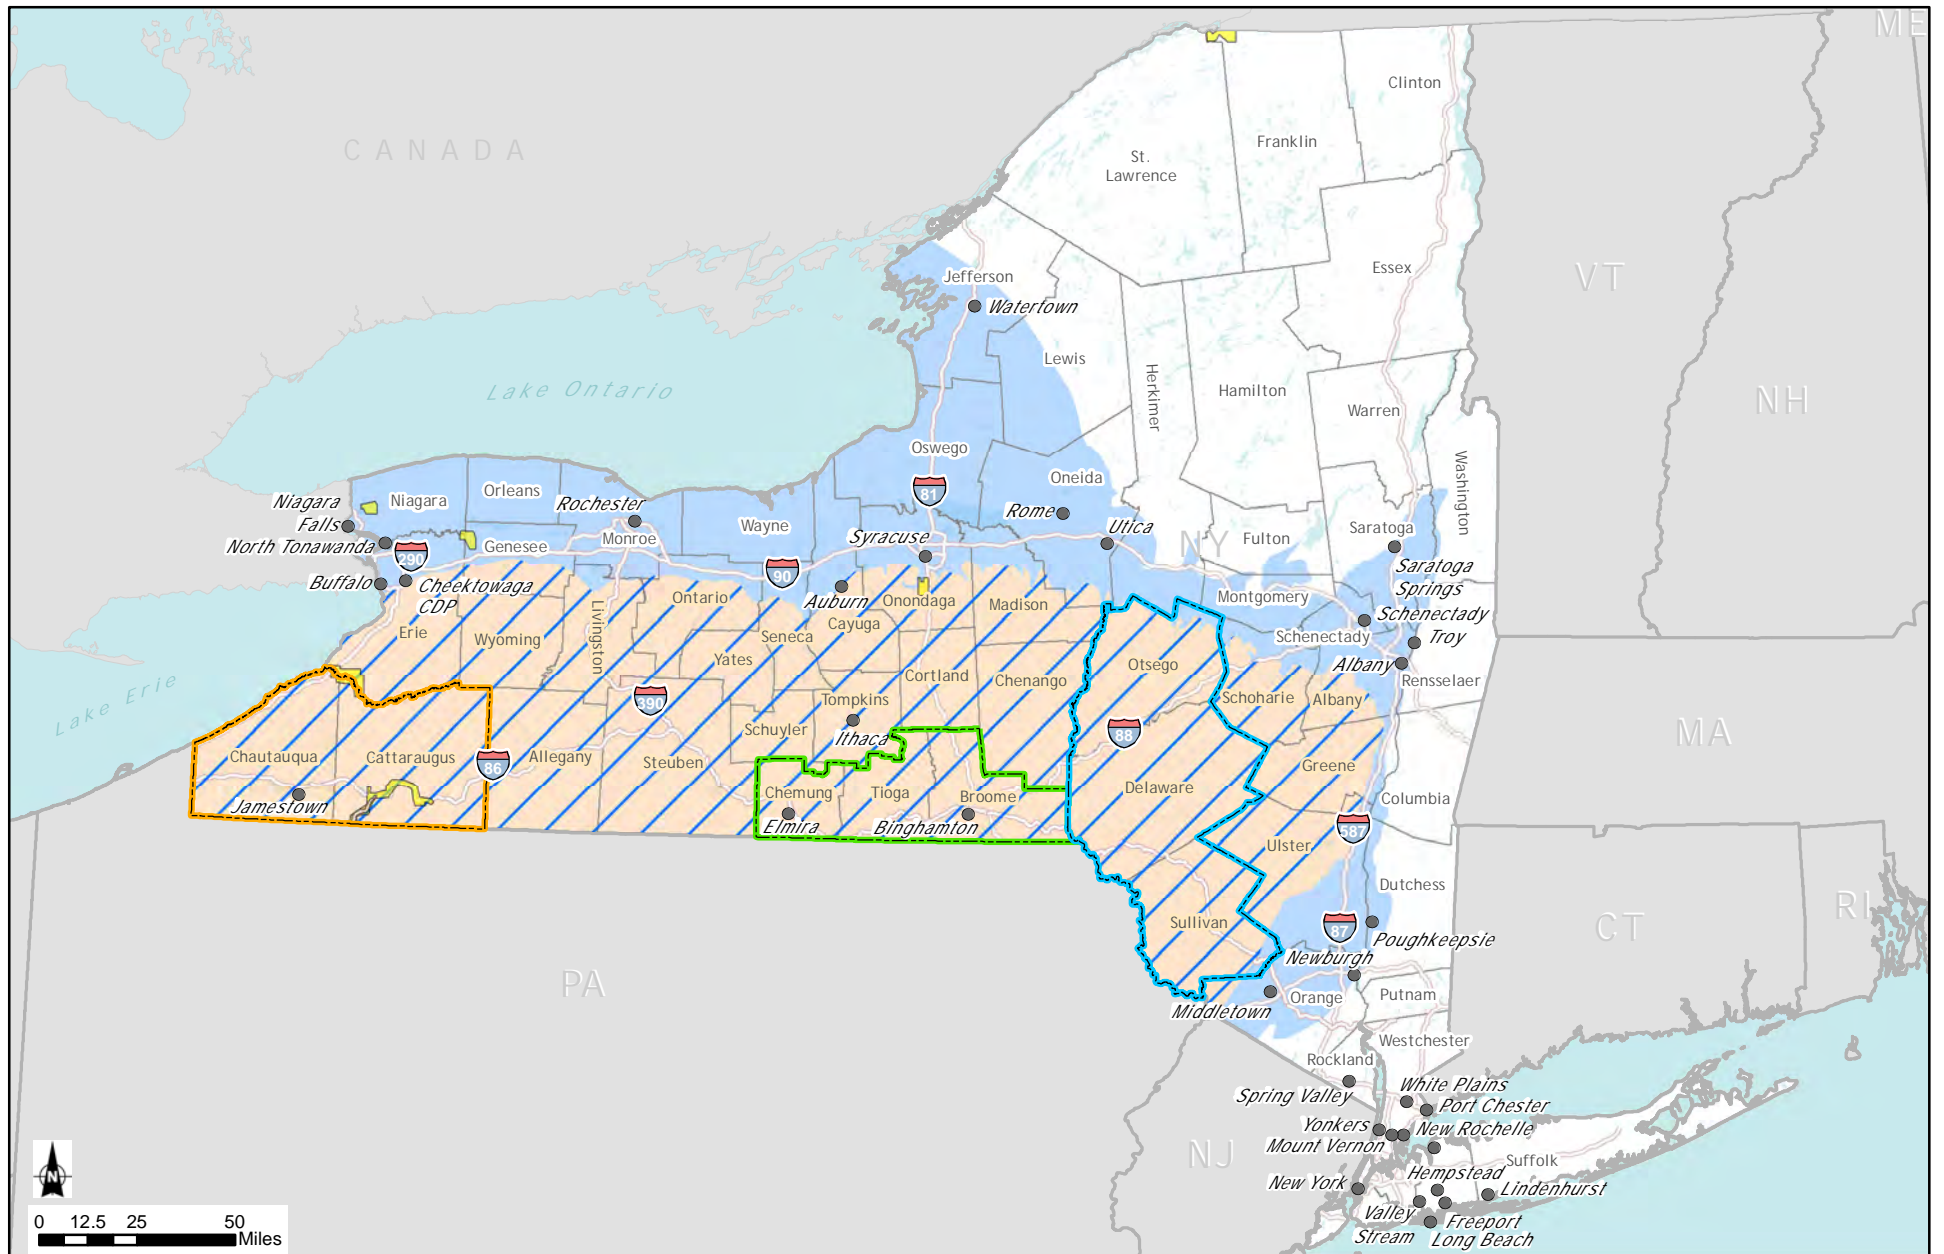 ME
Clinton
CANADA
Franklin
St.
Lawrence
Jefferson
Essex
VT
Watertown
Lewis
Herkimer
Hamilton
Lake Ontario
Warren
NH
Oswego
Washington
Oneida
Niagara
Falls
Niagara
Orleans
Rochester
81
Rome
Utica
Wayne
Saratoga
North Tonawanda
290
Genesee
Monroe
Syracuse
NY
Fulton
Saratoga
Springs
Buffalo
Cheektowaga
CDP
90
Auburn
Onondaga
Madison
Montgomery
Schenectady
Erie
Wyoming
Livingston
Ontario
Seneca
Cayuga
Schenectady
Troy
Yates
Otsego
Albany
Rensselaer
Cortland
Chenango
Lake Erie
390
Tompkins
Schoharie
Albany
MA
Schuyler
Ithaca
88
Chautauqua
Cattaraugus
86
Allegany
Steuben
Greene
Chemung
Tioga
Broome
Delaware
Columbia
Jamestown
Elmira
Binghamton
587
Ulster
Dutchess
CT
RI
Sullivan
87
Poughkeepsie
Newburgh
PA
Middletown
Orange
Putnam
Westchester
Rockland
Spring Valley
White Plains
Port Chester
Yonkers
New Rochelle
Mount Vernon
NJ
Suffolk
Hempstead
New York
Lindenhurst
Valley
Stream
Freeport
Long Beach
N
0 12.5 25 50
Miles